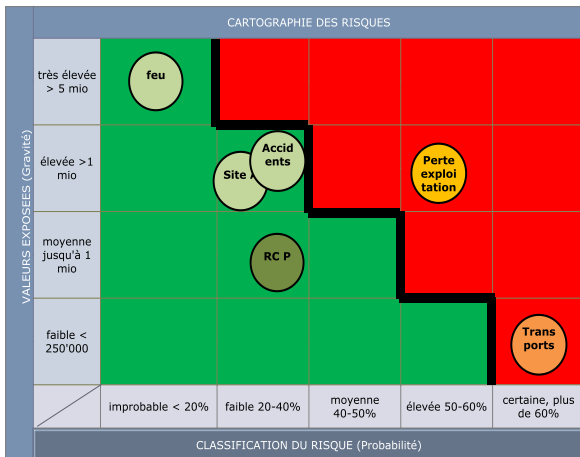 CARTOGRAPHIE DES RISQUES
VALEURS EXPOSEES (Gravité)
très élevée
> 5 mio
feu
élevée >1
mio
Site
Accid
ents
Perte
exploi
tation
moyenne
jusqu'à 1
mio
RC P
faible <
250'000
Trans
ports
improbable < 20%
faible 20-40%
moyenne
40-50%
élevée 50-60%
certaine, plus
de 60%
CLASSIFICATION DU RISQUE (Probabilité)